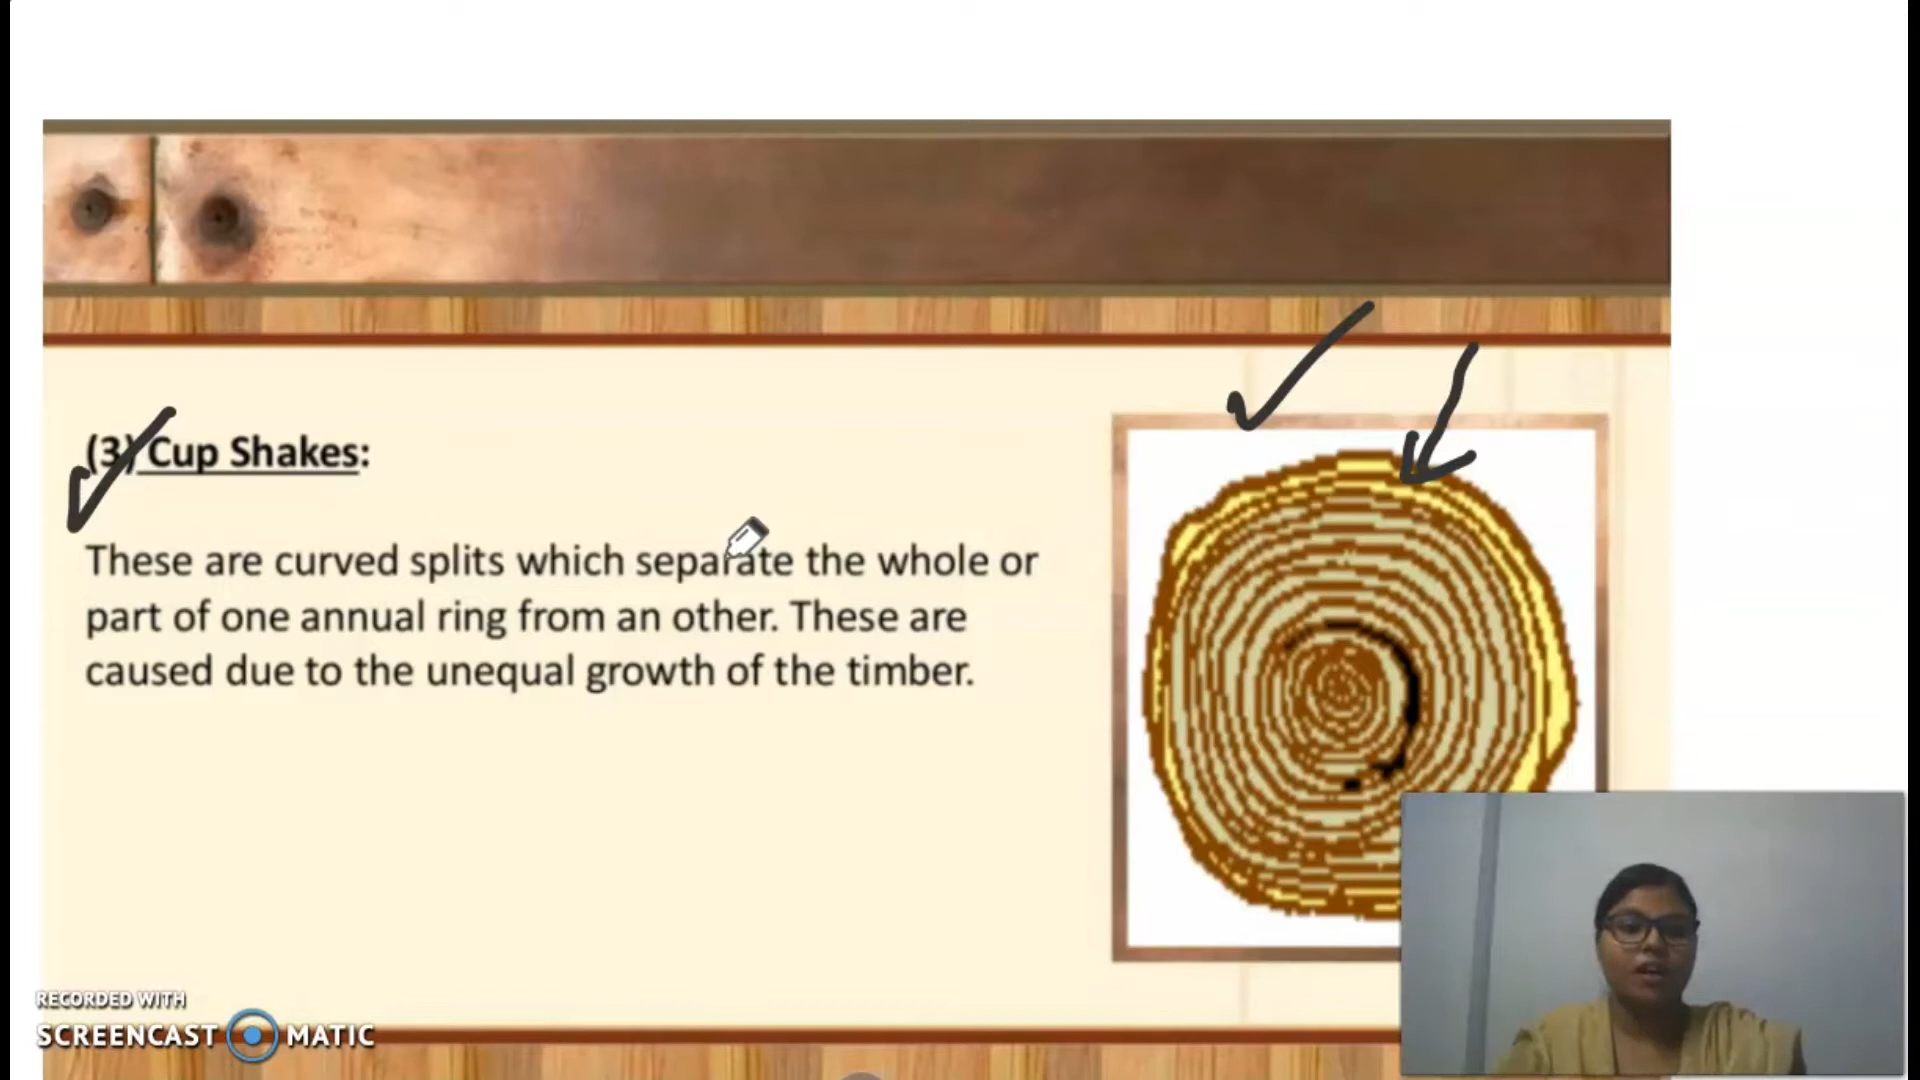 (3) Cup Shakes:
These are curved splits which separate the whole or
part of one annual ring from an other. These are
caused due to the unequal growth of the timber.
RECORDED WITH
SCREENCAST MATIC